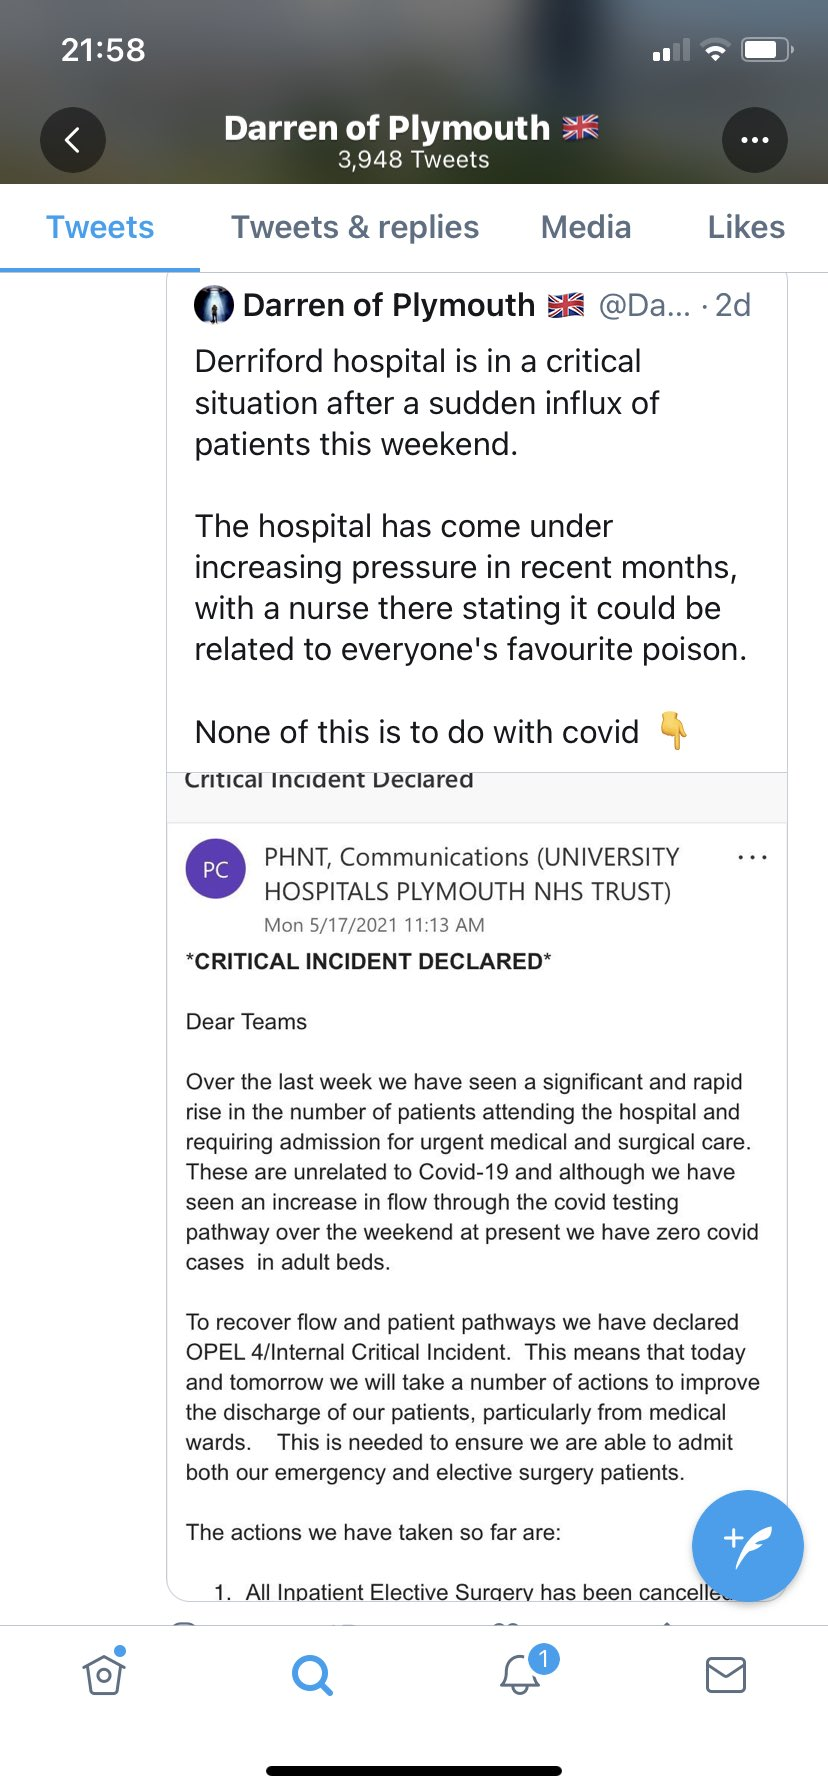 21:58
Darren of Plymouth 🇬🇧
3,948 Tweets
Tweets
Tweets & replies
Media
Likes
Darren of Plymouth 🇬🇧 @Da... · 2d
Derriford hospital is in a critical
situation after a sudden influx of
patients this weekend.
The hospital has come under
increasing pressure in recent months,
with a nurse there stating it could be
related to everyone's favourite poison.
None of this is to do with covid 👇
Critical Incident Declared
PC
PHNT, Communications (UNIVERSITY
HOSPITALS PLYMOUTH NHS TRUST)
Mon 5/17/2021 11:13 AM
*CRITICAL INCIDENT DECLARED*
Dear Teams
Over the last week we have seen a significant and rapid
rise in the number of patients attending the hospital and
requiring admission for urgent medical and surgical care.
These are unrelated to Covid-19 and although we have
seen an increase in flow through the covid testing
pathway over the weekend at present we have zero covid
cases in adult beds.
To recover flow and patient pathways we have declared
OPEL 4/Internal Critical Incident. This means that today
and tomorrow we will take a number of actions to improve
the discharge of our patients, particularly from medical
wards. This is needed to ensure we are able to admit
both our emergency and elective surgery patients.
The actions we have taken so far are:
1. All Inpatient Elective Surgery has been cancelle
1